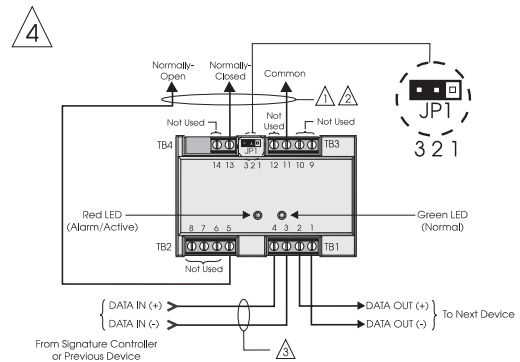 4
Normally-
Open
Normally-
Closed
Common
1 2
JP1
3 2 1
Not Used
Not
Used
Not Used
TB4
JP1
TB3
14 13 3 2 1 12 11 10 9
Red LED
(Alarm/Active)
Green LED
(Normal)
8 7 6 5 4 3 2 1
TB2
TB1
Not Used
DATA IN (+)
DATA OUT (+)
DATA IN (-)
DATA OUT (-)
To Next Device
From Signature Controller
or Previous Device
3